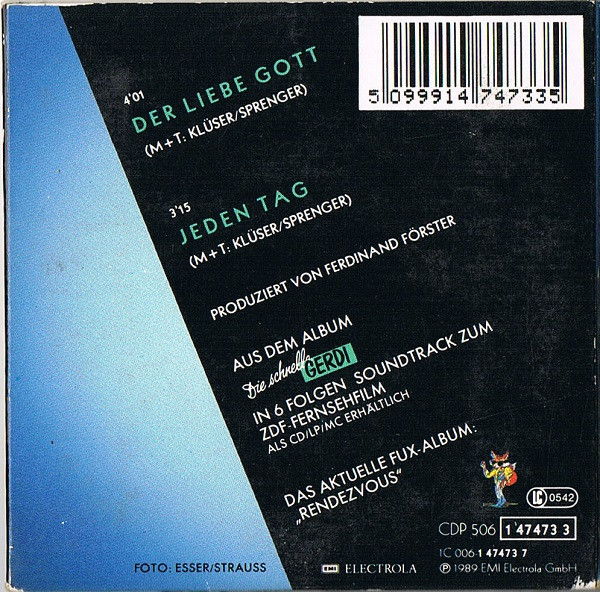 4'01
DER LIEBE GOTT
(M+T: KLÜSER/SPRENGER)
5 099914 747335
3'15
JEDEN TAG
(M+T: KLÜSER/SPRENGER)
PRODUZIERT VON FERDINAND FÖRSTER
AUS DEM ALBUM
Die schnelle GERDI
IN 6 FOLGEN SOUNDTRACK ZUM
ZDF-FERNSEHFILM
ALS CD/LP/MC ERHÄLTLICH
DAS AKTUELLE FUX-ALBUM:
„RENDEZVOUS"
LC 0542
CDP 506 1 47473 3
1C 006·1 47473 7
FOTO: ESSER/STRAUSS
EMI ELECTROLA
℗ 1989 EMI Electrola GmbH